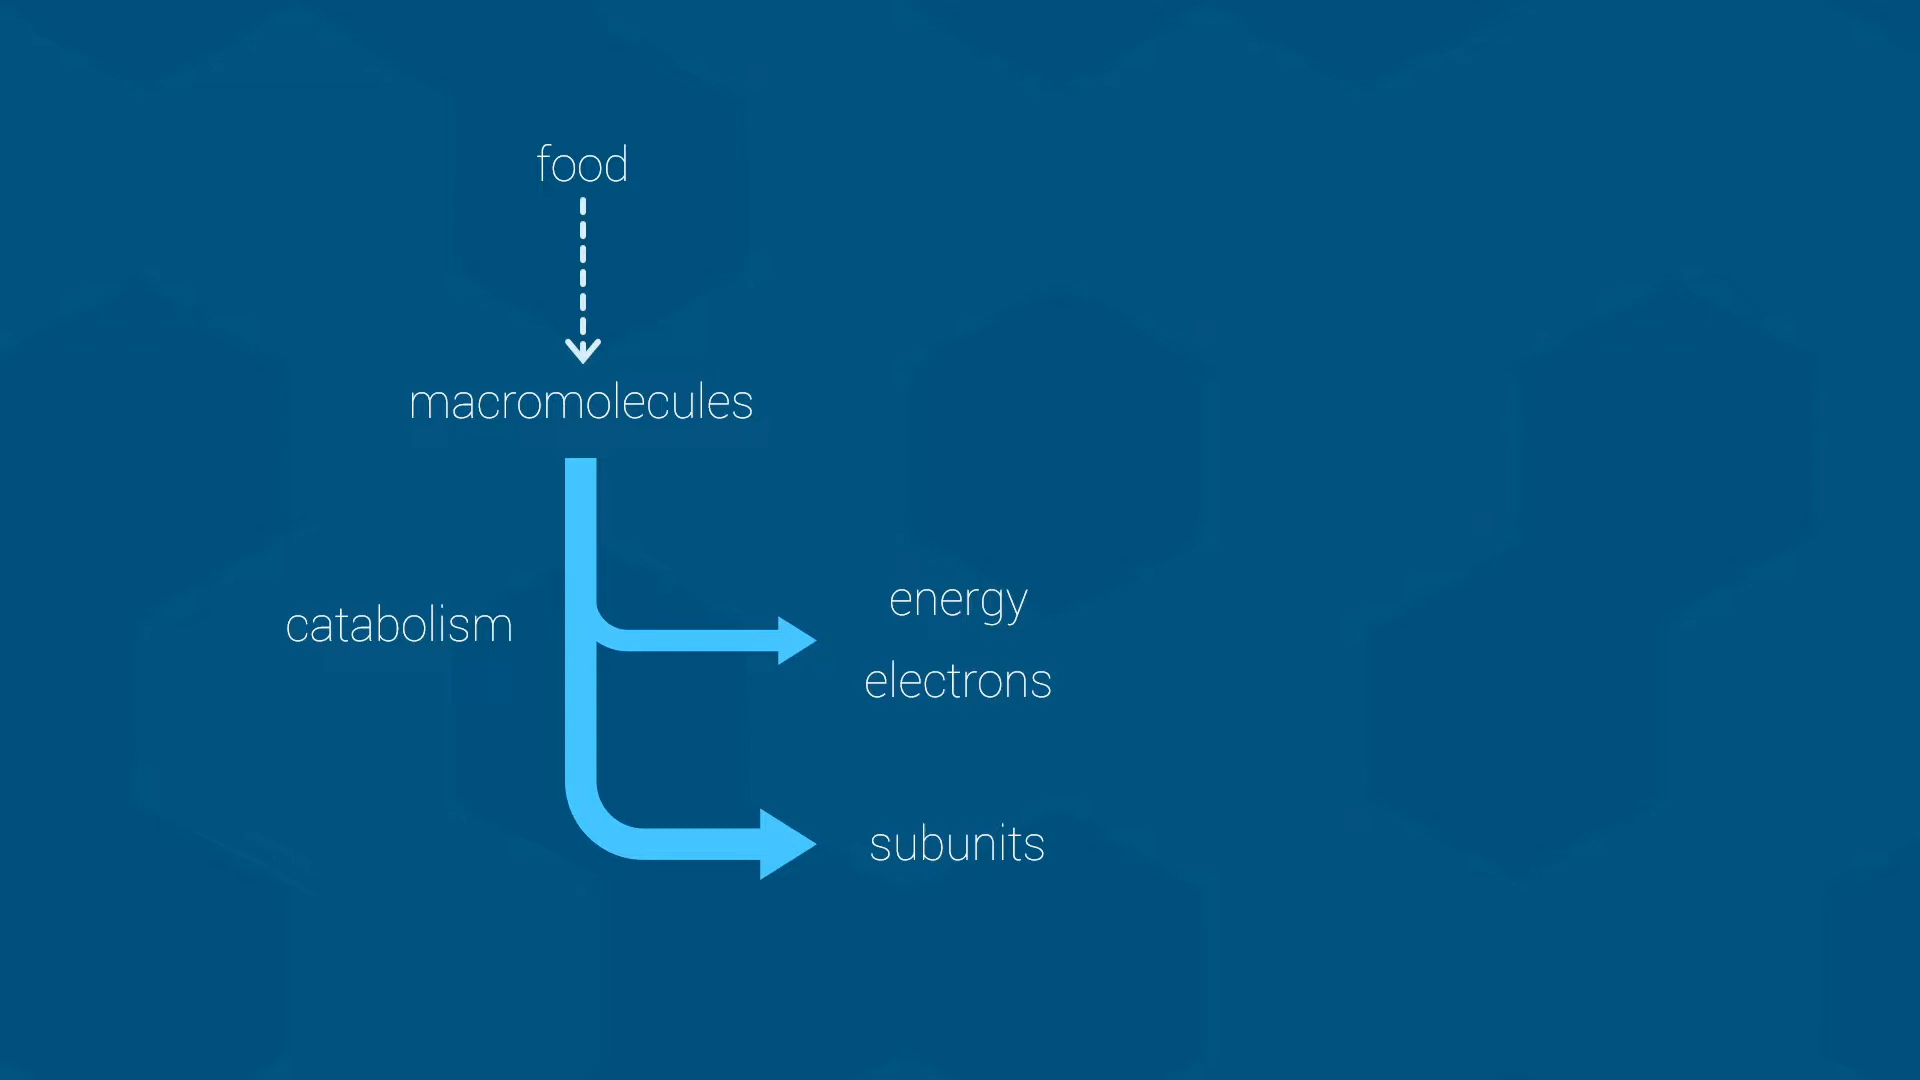 food
macromolecules
catabolism
energy
electrons
subunits